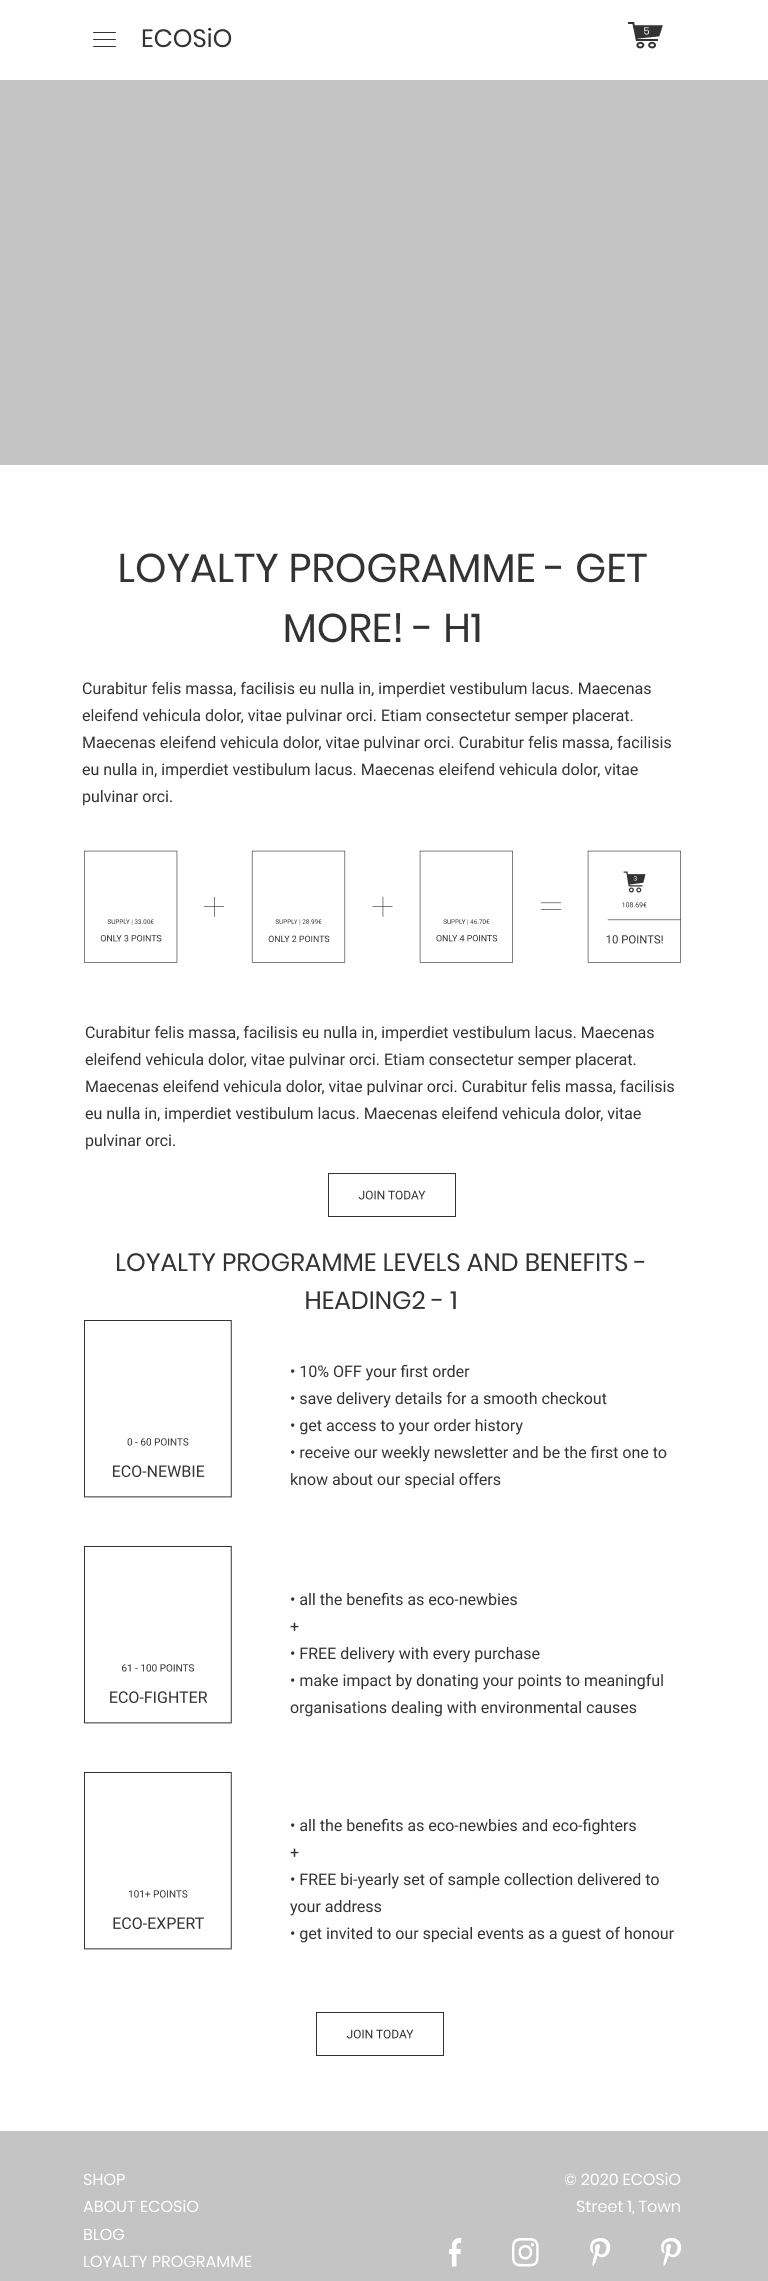 ECOSiO
5
LOYALTY PROGRAMME - GET
MORE! - H1
Curabitur felis massa, facilisis eu nulla in, imperdiet vestibulum lacus. Maecenas
eleifend vehicula dolor, vitae pulvinar orci. Etiam consectetur semper placerat.
Maecenas eleifend vehicula dolor, vitae pulvinar orci. Curabitur felis massa, facilisis
eu nulla in, imperdiet vestibulum lacus. Maecenas eleifend vehicula dolor, vitae
pulvinar orci.
SUPPLY | 33.00€
ONLY 3 POINTS
+
SUPPLY | 28.99€
ONLY 2 POINTS
+
SUPPLY | 46.70€
ONLY 4 POINTS
=
3
108.69€
10 POINTS!
Curabitur felis massa, facilisis eu nulla in, imperdiet vestibulum lacus. Maecenas
eleifend vehicula dolor, vitae pulvinar orci. Etiam consectetur semper placerat.
Maecenas eleifend vehicula dolor, vitae pulvinar orci. Curabitur felis massa, facilisis
eu nulla in, imperdiet vestibulum lacus. Maecenas eleifend vehicula dolor, vitae
pulvinar orci.
JOIN TODAY
LOYALTY PROGRAMME LEVELS AND BENEFITS -
HEADING2 - 1
0 - 60 POINTS
ECO-NEWBIE
• 10% OFF your first order
• save delivery details for a smooth checkout
• get access to your order history
• receive our weekly newsletter and be the first one to
know about our special offers
61 - 100 POINTS
ECO-FIGHTER
• all the benefits as eco-newbies
+
• FREE delivery with every purchase
• make impact by donating your points to meaningful
organisations dealing with environmental causes
101+ POINTS
ECO-EXPERT
• all the benefits as eco-newbies and eco-fighters
+
• FREE bi-yearly set of sample collection delivered to
your address
• get invited to our special events as a guest of honour
JOIN TODAY
SHOP
ABOUT ECOSiO
BLOG
LOYALTY PROGRAMME
© 2020 ECOSiO
Street 1, Town